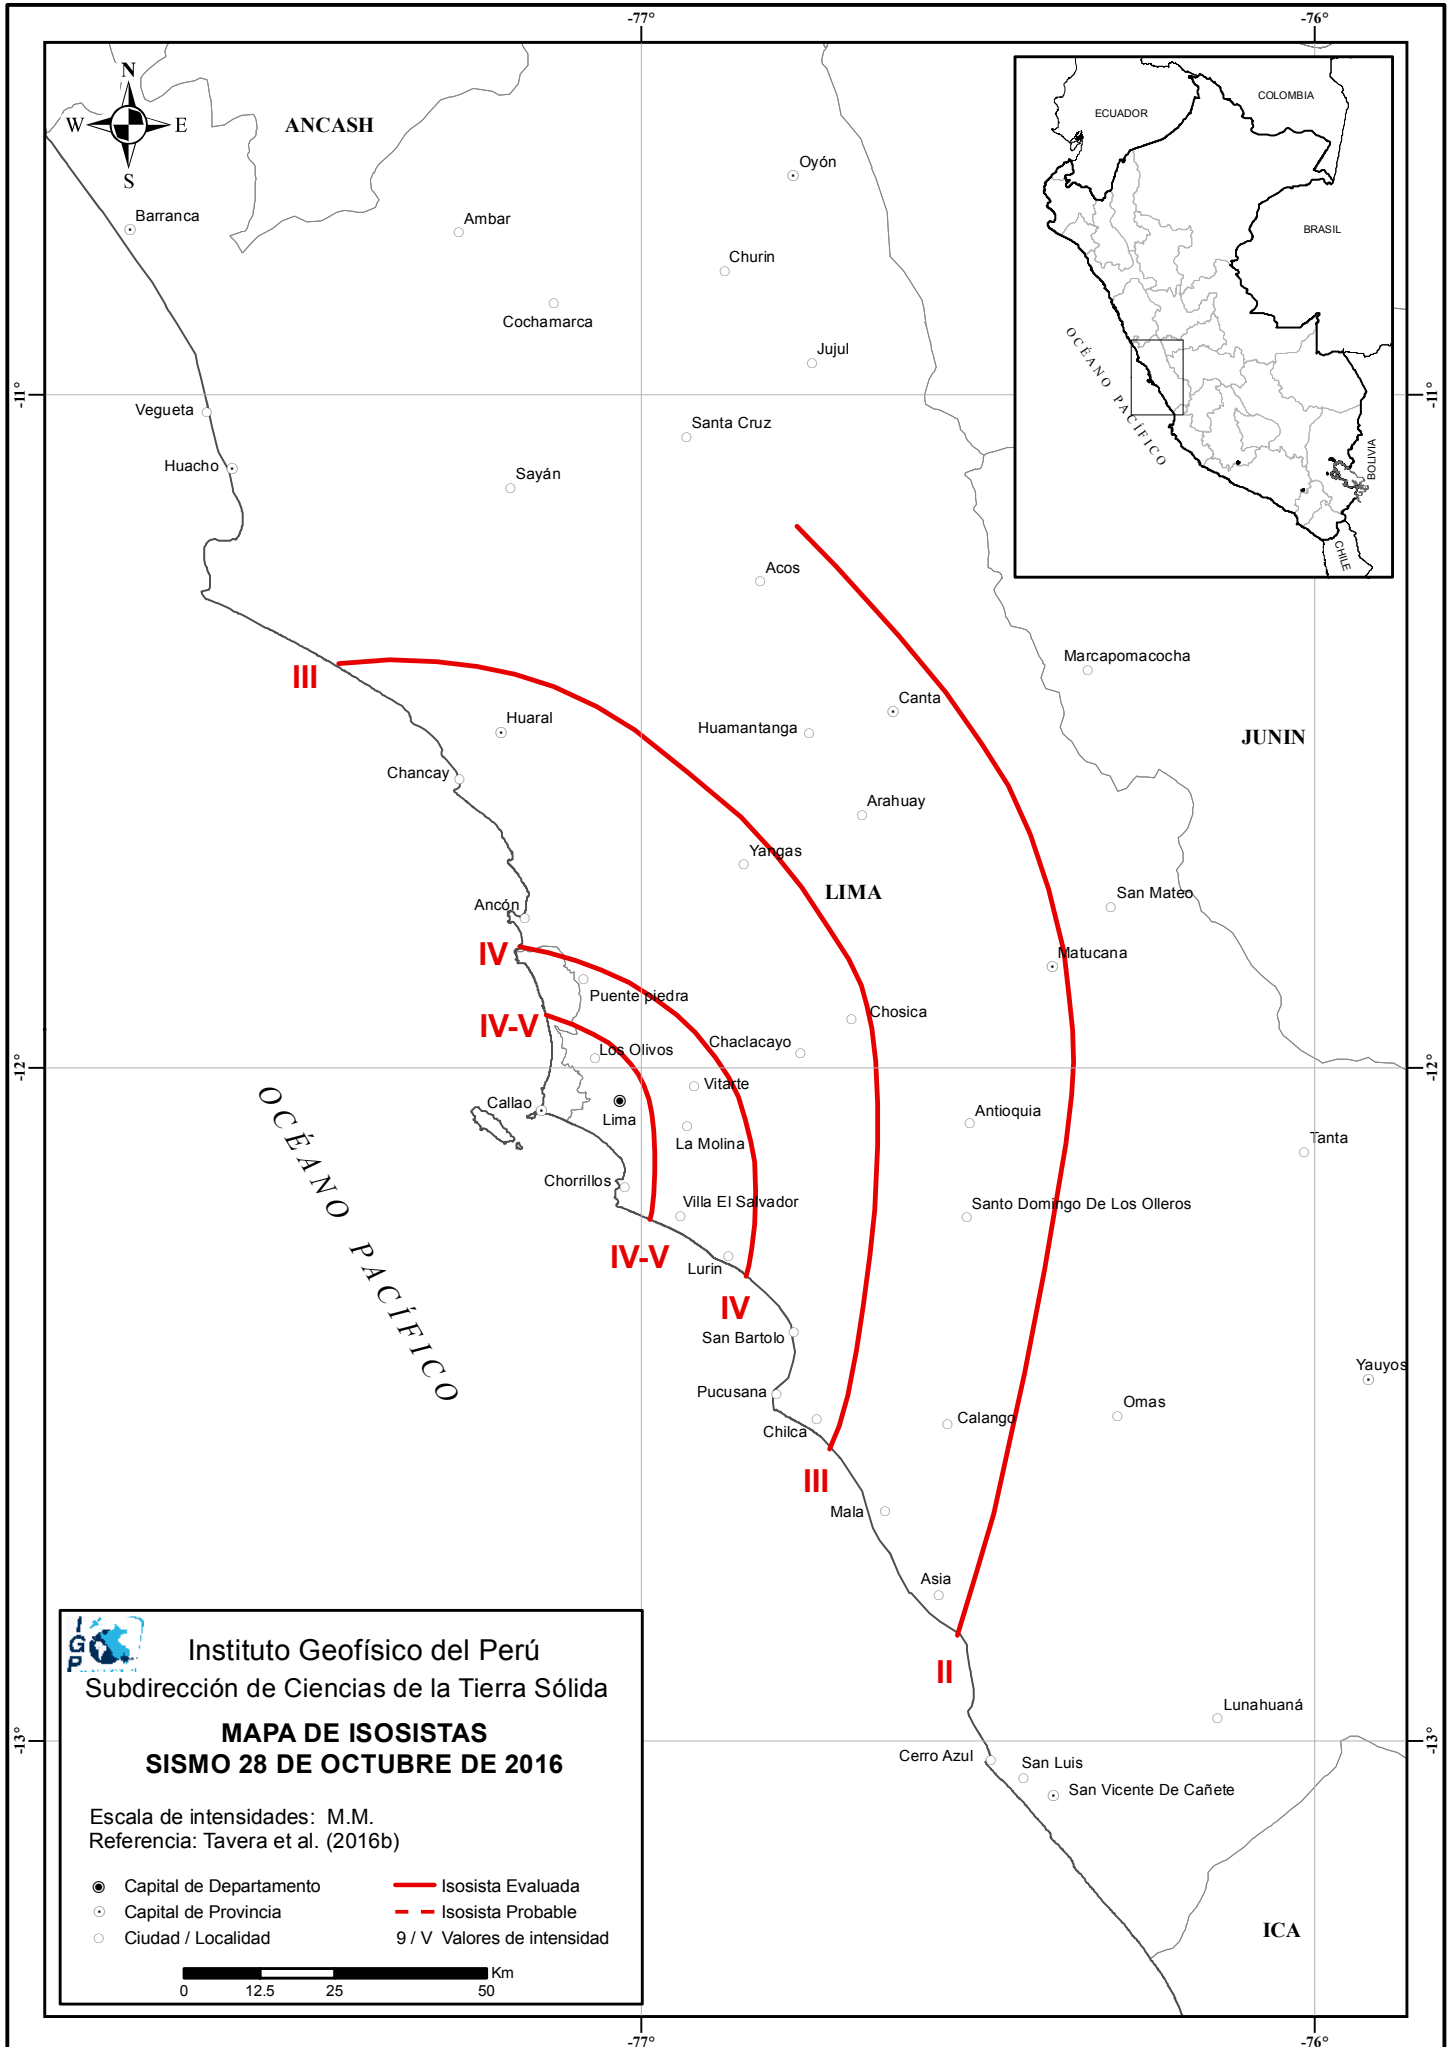 -77°
-76°
N
W
E
S
ANCASH
COLOMBIA
ECUADOR
BRASIL
OCÉANO PACÍFICO
BOLIVIA
CHILE
Oyón
Barranca
Ambar
Churin
Cochamarca
Jujul
-11°
-11°
Vegueta
Santa Cruz
Huacho
Sayán
Acos
III
Marcapomacocha
Canta
Huaral
Huamantanga
JUNIN
Chancay
Arahuay
Yangas
LIMA
San Mateo
Ancón
IV
Matucana
Puente piedra
Chosica
IV-V
Los Olivos
Chaclacayo
-12°
-12°
Vitarte
Callao
Lima
Antioquia
La Molina
Tanta
OCÉANO PACÍFICO
Chorrillos
Villa El Salvador
Santo Domingo De Los Olleros
IV-V
Lurin
IV
San Bartolo
Yauyos
Pucusana
Omas
Chilca
Calango
III
Mala
Asia
II
Lunahuaná
-13°
-13°
Cerro Azul
San Luis
San Vicente De Cañete
ICA
IGP
Instituto Geofísico del Perú
Subdirección de Ciencias de la Tierra Sólida
MAPA DE ISOSISTAS
SISMO 28 DE OCTUBRE DE 2016
Escala de intensidades: M.M.
Referencia: Tavera et al. (2016b)
Capital de Departamento
Isosista Evaluada
Capital de Provincia
Isosista Probable
Ciudad / Localidad
9 / V Valores de intensidad
Km
0 12.5 25 50
-77°
-76°